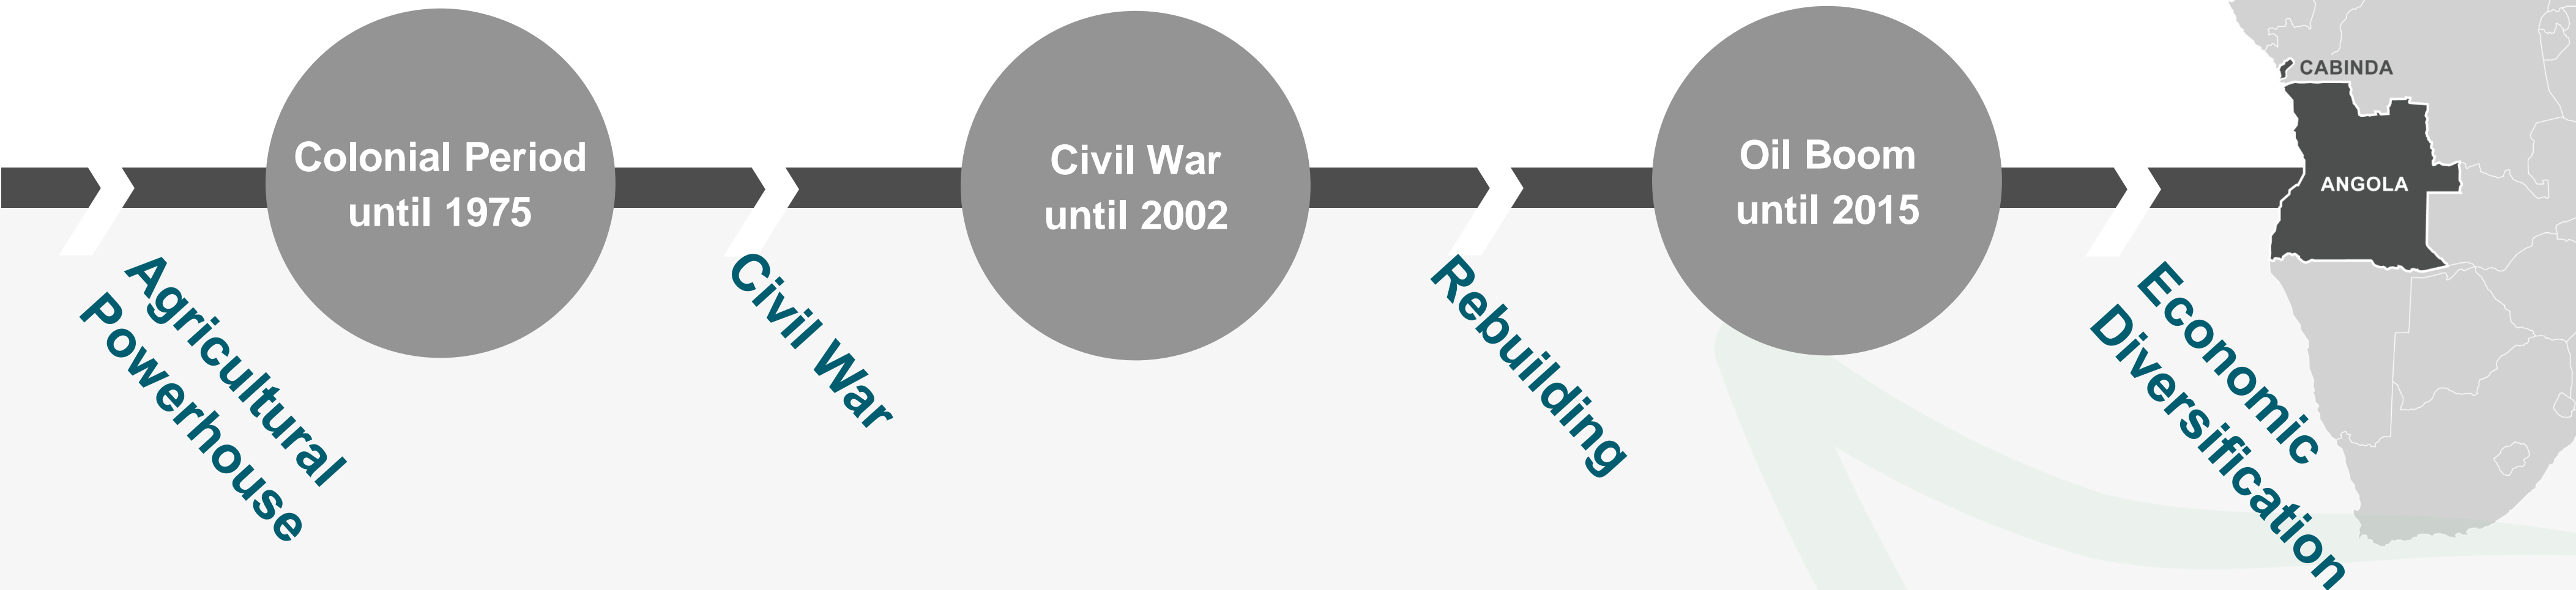 Colonial Period
until 1975
Civil War
until 2002
Oil Boom
until 2015
CABINDA
ANGOLA
Agricultural
Powerhouse
Civil War
Rebuilding
Economic
Diversification